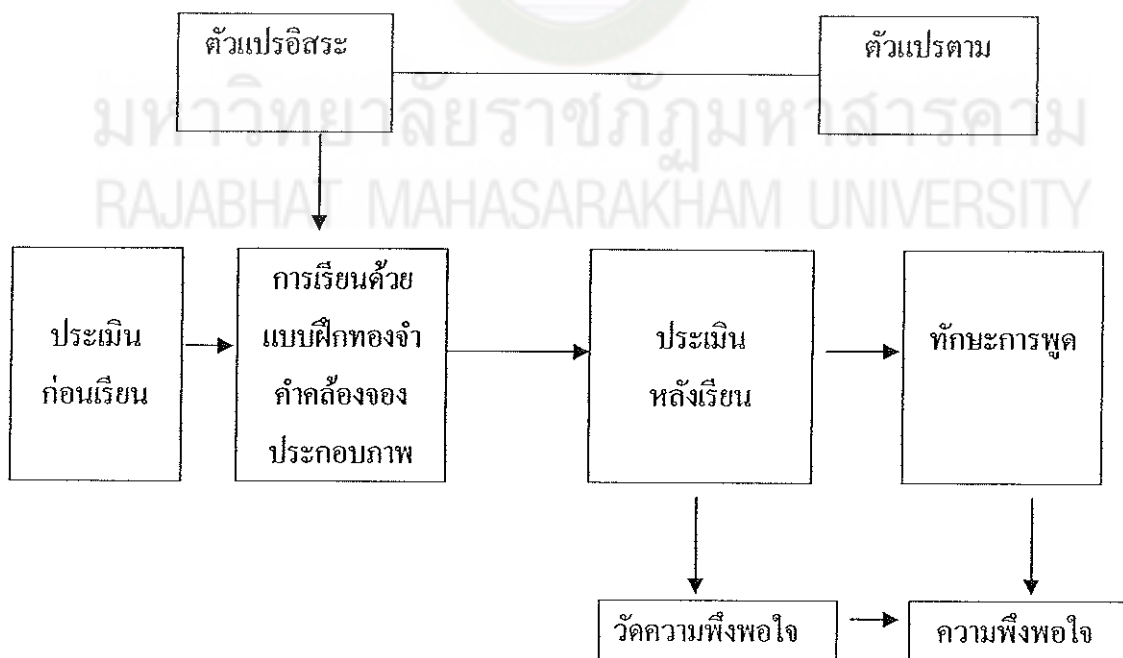 ตัวแปรอิสระ
ตัวแปรตาม
มหาวิทยาลัยราชภัฏมหาสารคาม
RAJABHAT MAHASARAKHAM UNIVERSITY
ประเมิน
ก่อนเรียน
การเรียนด้วย
แบบฝึกทองจำ
คำคล้องจอง
ประกอบภาพ
ประเมิน
หลังเรียน
ทักษะการพูด
วัดความพึงพอใจ
ความพึงพอใจ